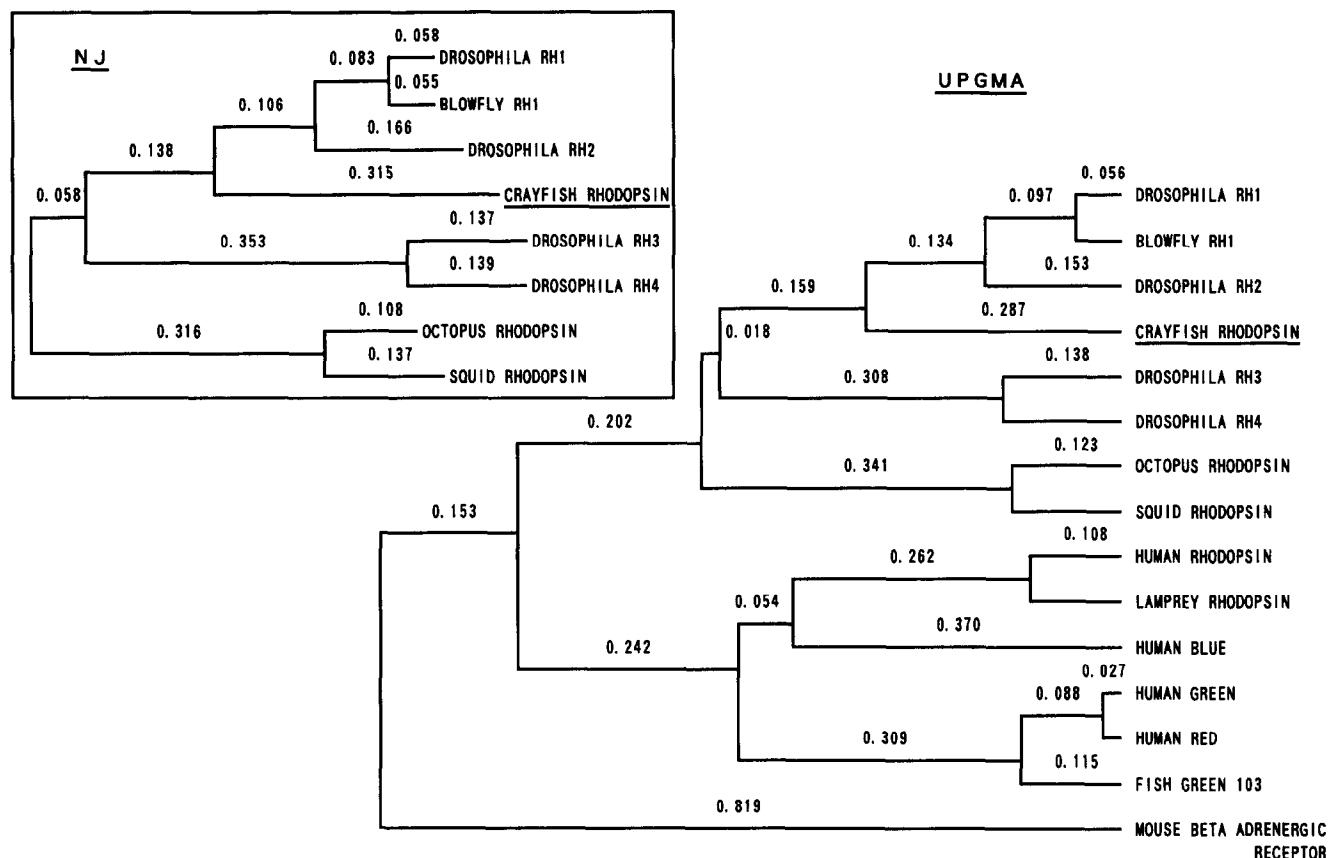 NJ
0.058
0.083
DROSOPHILA RH1
0.055
BLOWFLY RH1
0.106
0.166
DROSOPHILA RH2
0.138
0.315
CRAYFISH RHODOPSIN
0.058
0.137
DROSOPHILA RH3
0.353
0.139
DROSOPHILA RH4
0.108
OCTOPUS RHODOPSIN
0.316
0.137
SQUID RHODOPSIN
UPGMA
0.056
0.097
DROSOPHILA RH1
BLOWFLY RH1
0.134
0.153
DROSOPHILA RH2
0.159
0.287
CRAYFISH RHODOPSIN
0.018
0.138
DROSOPHILA RH3
0.308
DROSOPHILA RH4
0.202
0.123
OCTOPUS RHODOPSIN
0.341
SQUID RHODOPSIN
0.153
0.108
HUMAN RHODOPSIN
0.262
LAMPREY RHODOPSIN
0.054
0.370
HUMAN BLUE
0.242
0.027
HUMAN GREEN
0.088
HUMAN RED
0.309
0.115
FISH GREEN 103
0.819
MOUSE BETA ADRENERGIC
RECEPTOR